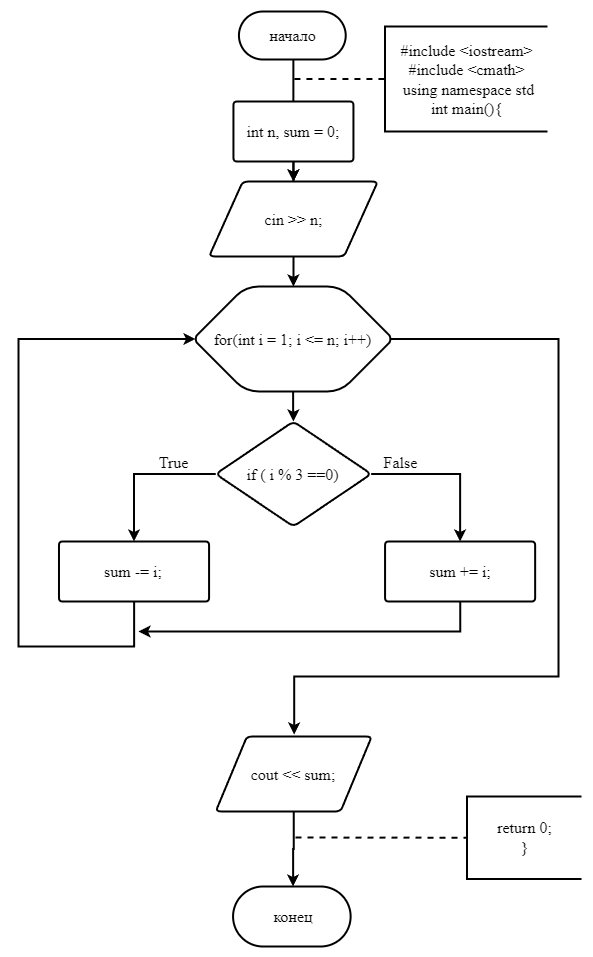 начало
#include <iostream>
#include <cmath>
using namespace std
int main(){
int n, sum = 0;
cin >> n;
for(int i = 1; i <= n; i++)
if ( i % 3 ==0)
True
False
sum -= i;
sum += i;
cout << sum;
return 0;
}
конец